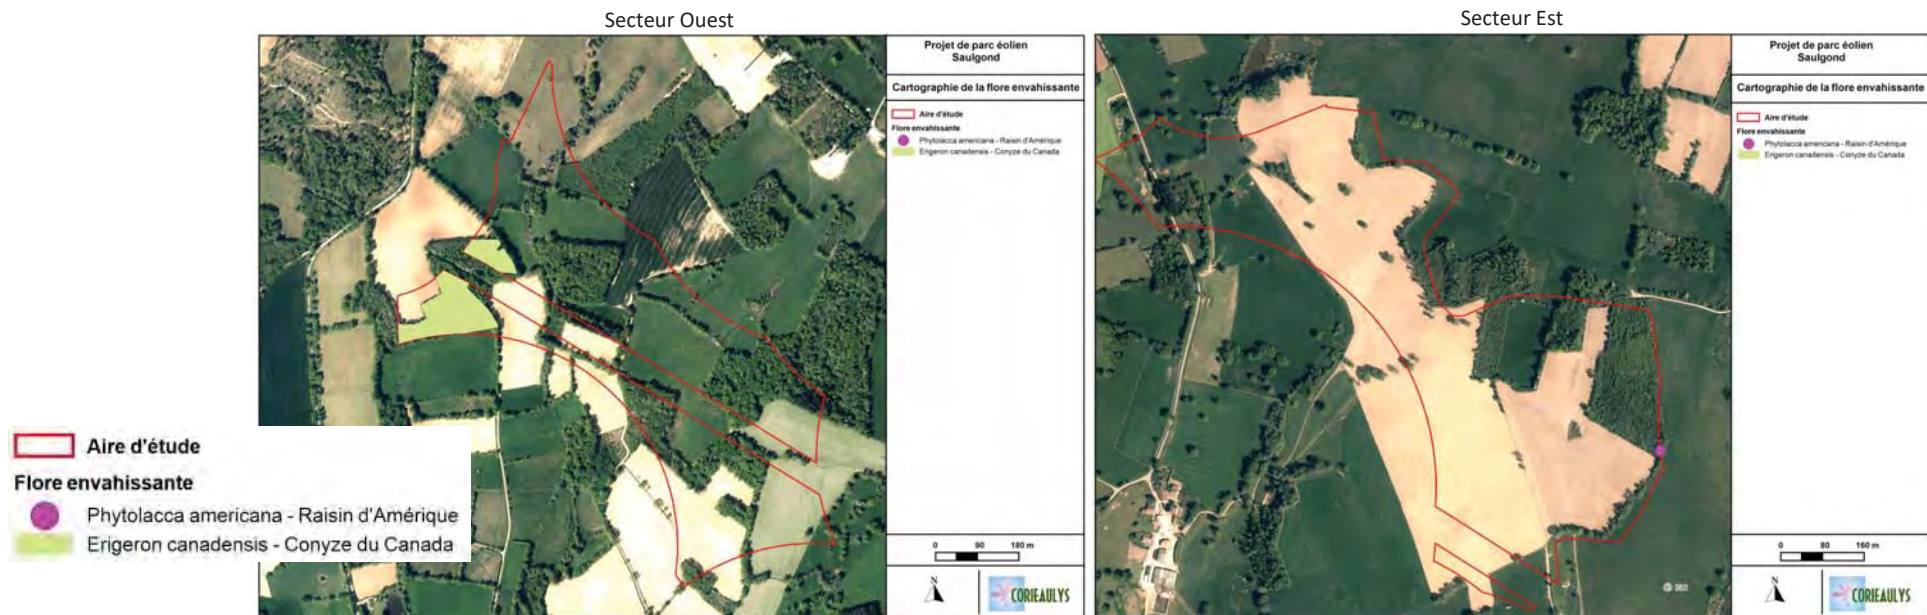 Secteur Ouest
Secteur Est
Projet de parc éolien
Saulgond
Cartographie de la flore envahissante
Aire d'étude
Flore envahissante
Phytolacca americana - Raisin d'Amérique
Erigeron canadensis - Conyze du Canada
0 90 180 m
N
CORIEAULYS
Projet de parc éolien
Saulgond
Cartographie de la flore envahissante
Aire d'étude
Flore envahissante
Phytolacca americana - Raisin d'Amérique
Erigeron canadensis - Conyze du Canada
0 80 160 m
N
CORIEAULYS
Aire d'étude
Flore envahissante
Phytolacca americana - Raisin d'Amérique
Erigeron canadensis - Conyze du Canada